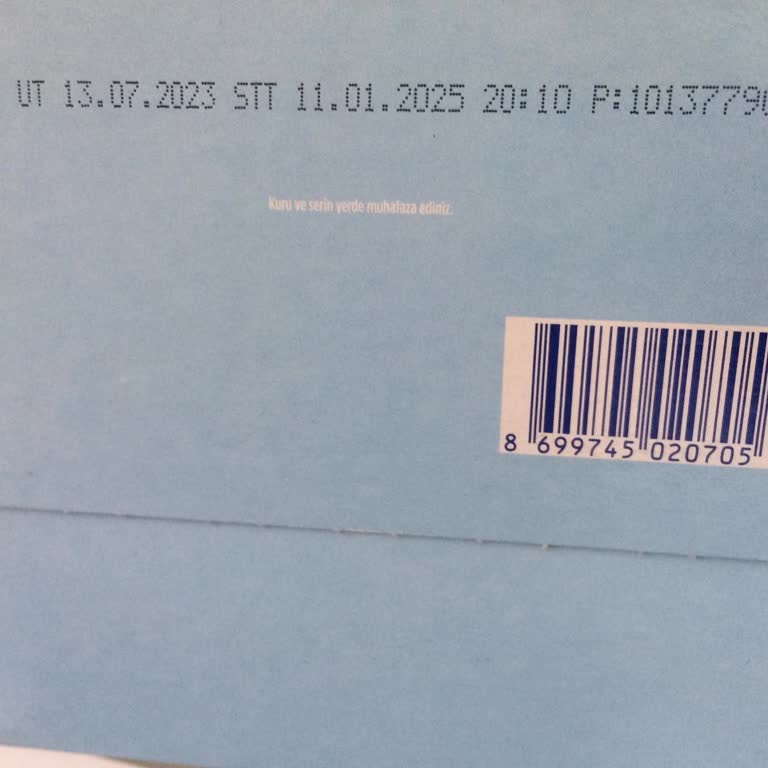 UT 13.07.2023 STT 11.01.2025 20:10 P:1013779
Kuru ve serin yerde muhafaza ediniz.
8 699745 020705